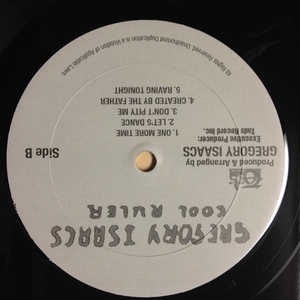 GREGORY ISAACS
COOL RULER
Produced & Arranged by
GREGORY ISAACS
Executive Producer:
Tads Record Inc.
Side B
1. ONE MORE TIME
2. LET'S DANCE
3. DON'T PITY ME
4. CREATED BY THE FATHER
5. RAVING TONIGHT
All Rights Reserved. Unauthorized Duplication is a Violation of Applicable Laws.